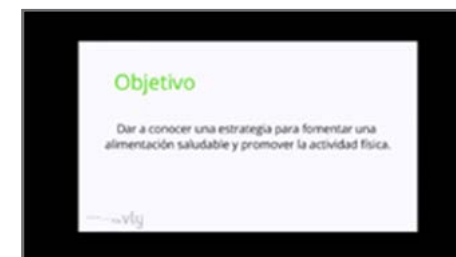 Objetivo
Dar a conocer una estrategia para fomentar una
alimentación saludable y promover la actividad física.